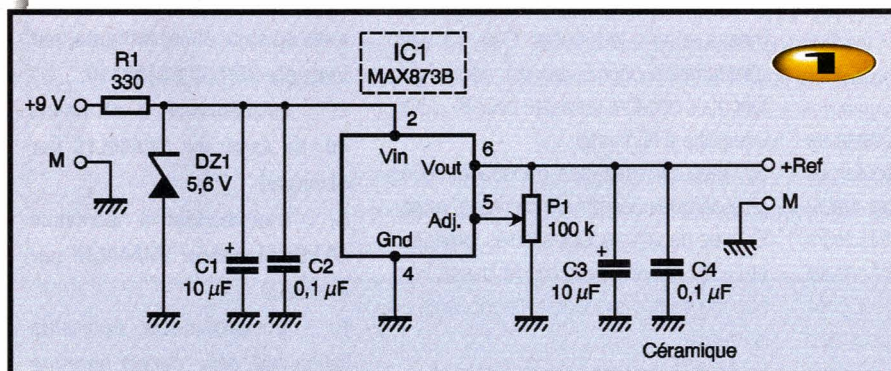 IC1
MAX873B
1
R1
330
+9 V
M
DZ1
5,6 V
C1
+
10 µF
C2
0,1 µF
2
Vin
Vout
6
Adj.
5
Gnd
4
P1
100 k
C3
+
10 µF
C4
0,1 µF
Céramique
+Ref
M